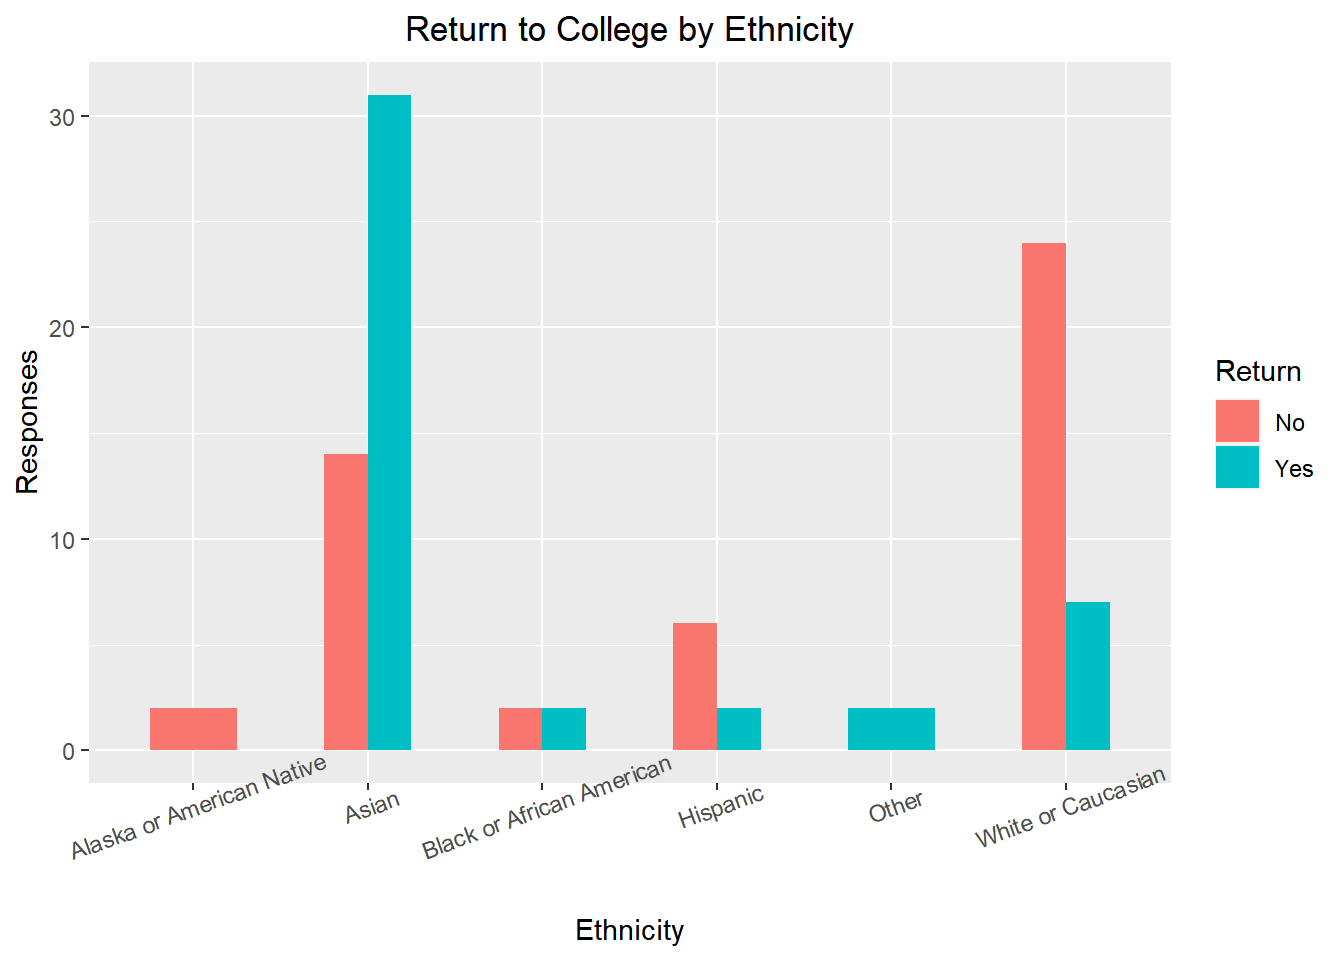 Return to College by Ethnicity
30
20
10
0
Responses
Alaska or American Native
Asian
Black or African American
Hispanic
Other
White or Caucasian
Ethnicity
Return
No
Yes